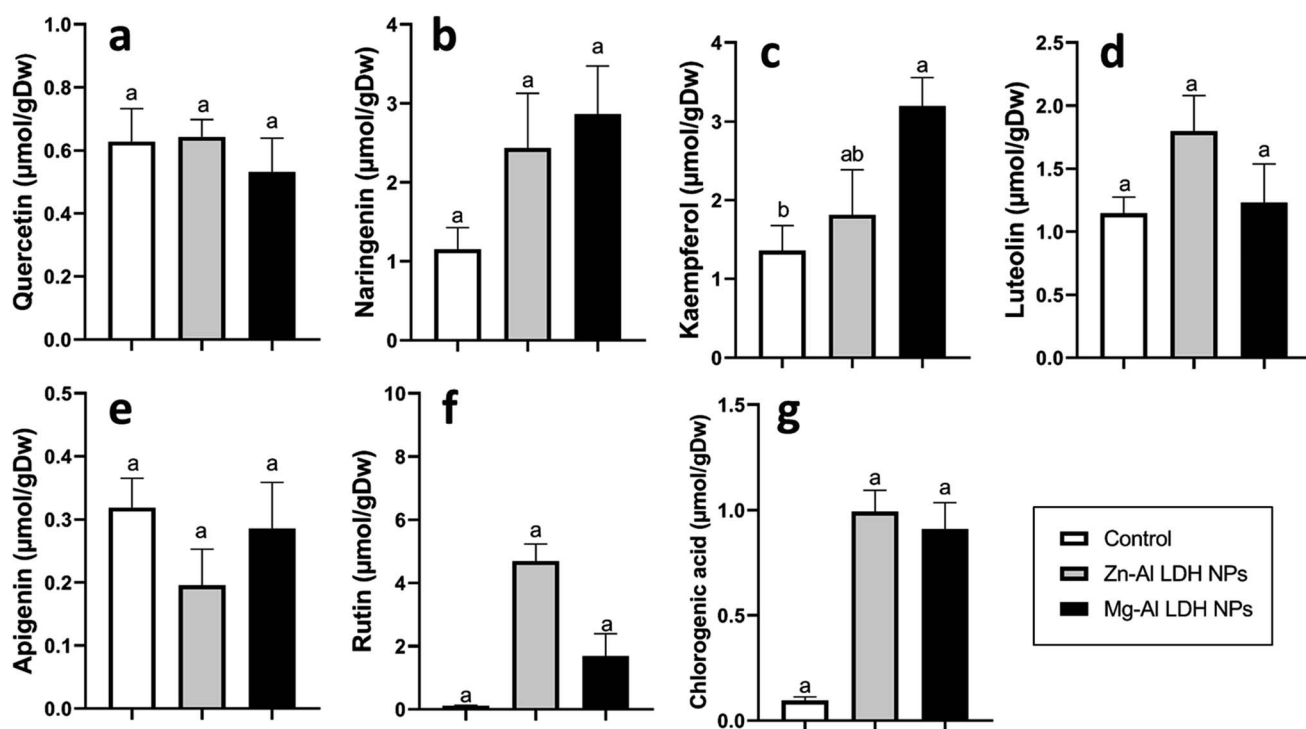 a
Quercetin (μmol/gDw)
1.0
0.8
0.6
0.4
0.2
0.0
a
a
a
b
Naringenin (μmol/gDw)
4
3
2
1
0
a
a
a
c
Kaempferol (μmol/gDw)
4
3
2
1
0
b
ab
a
d
Luteolin (μmol/gDw)
2.5
2.0
1.5
1.0
0.5
0.0
a
a
a
e
Apigenin (μmol/gDw)
0.5
0.4
0.3
0.2
0.1
0.0
a
a
a
f
Rutin (μmol/gDw)
10
8
6
4
2
0
a
a
a
g
Chlorogenic acid (μmol/gDw)
1.5
1.0
0.5
0.0
a
a
a
Control
Zn-Al LDH NPs
Mg-Al LDH NPs